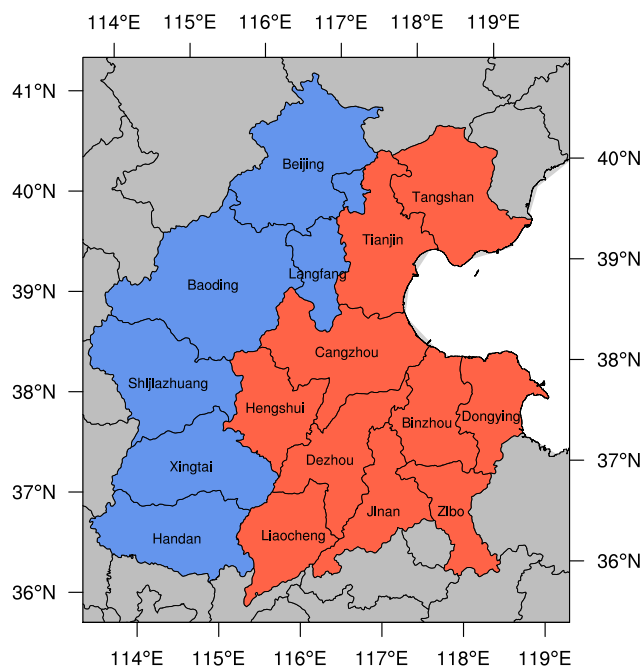 114°E 115°E 116°E 117°E 118°E 119°E
41°N
Beijing
40°N
40°N
Tangshan
Tianjin
39°N
Langfang
Baoding
39°N
Cangzhou
38°N
Shijiazhuang
38°N
Hengshui
Binzhou
Dongying
Dezhou
Xingtai
37°N
37°N
JInan
ZIbo
Liaocheng
Handan
36°N
36°N
114°E 115°E 116°E 117°E 118°E 119°E